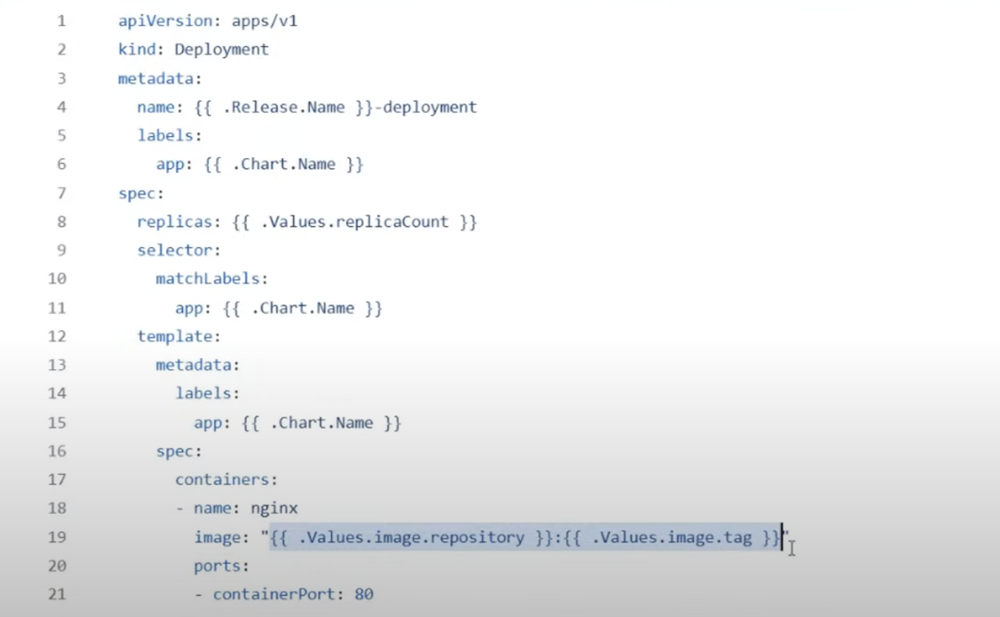 1 apiVersion: apps/v1
2 kind: Deployment
3 metadata:
4   name: {{ .Release.Name }}-deployment
5   labels:
6     app: {{ .Chart.Name }}
7 spec:
8   replicas: {{ .Values.replicaCount }}
9   selector:
10     matchLabels:
11       app: {{ .Chart.Name }}
12   template:
13     metadata:
14       labels:
15         app: {{ .Chart.Name }}
16     spec:
17       containers:
18       - name: nginx
19         image: "{{ .Values.image.repository }}:{{ .Values.image.tag }}"
20         ports:
21         - containerPort: 80